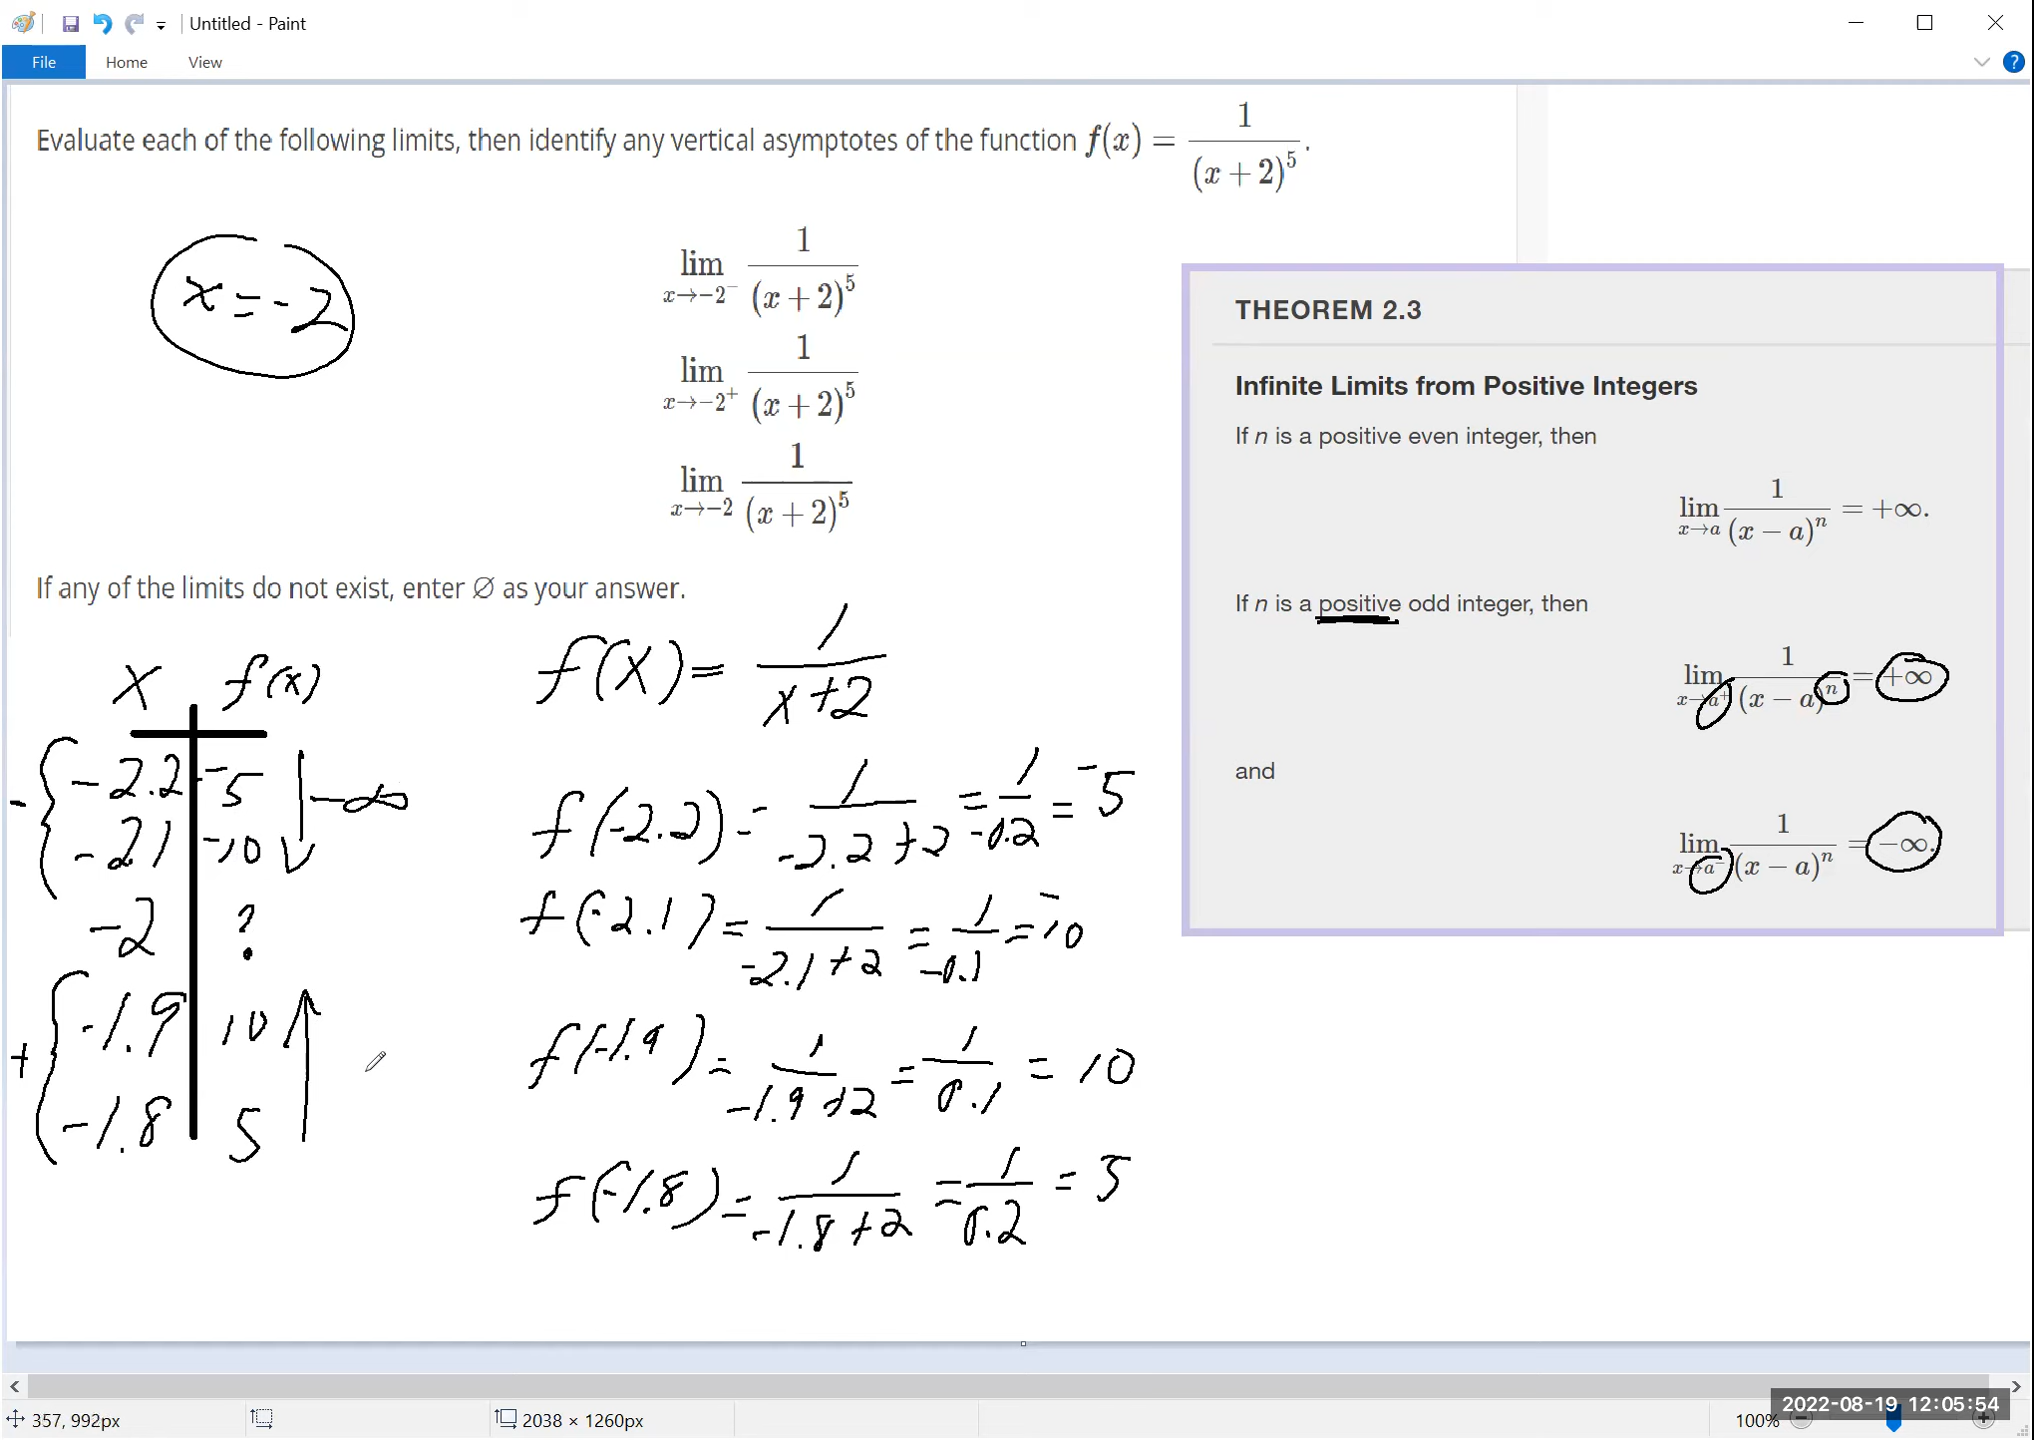 Untitled - Paint
File Home View
Evaluate each of the following limits, then identify any vertical asymptotes of the function f(x) = 1/(x + 2)^5.
x = -2
lim x→−2⁻ 1/(x + 2)^5
lim x→−2⁺ 1/(x + 2)^5
lim x→−2 1/(x + 2)^5
If any of the limits do not exist, enter ∅ as your answer.
THEOREM 2.3
Infinite Limits from Positive Integers
If n is a positive even integer, then
lim x→a 1/(x − a)^n = +∞.
If n is a positive odd integer, then
lim x→a⁺ 1/(x − a)^n = +∞
and
lim x→a⁻ 1/(x − a)^n = −∞.
x f(x)
- -2.2 -5 -∞
-2.1 -10
-2 ?
+ -1.9 10
-1.8 5
f(x) = 1/x+2
f(-2.2) = 1/-2.2+2 = 1/-0.2 = -5
f(-2.1) = 1/-2.1+2 = 1/-0.1 = -10
f(-1.9) = 1/-1.9+2 = 1/0.1 = 10
f(-1.8) = 1/-1.8+2 = 1/0.2 = 5
2022-08-19 12:05:54
357, 992px 2038 × 1260px 100%